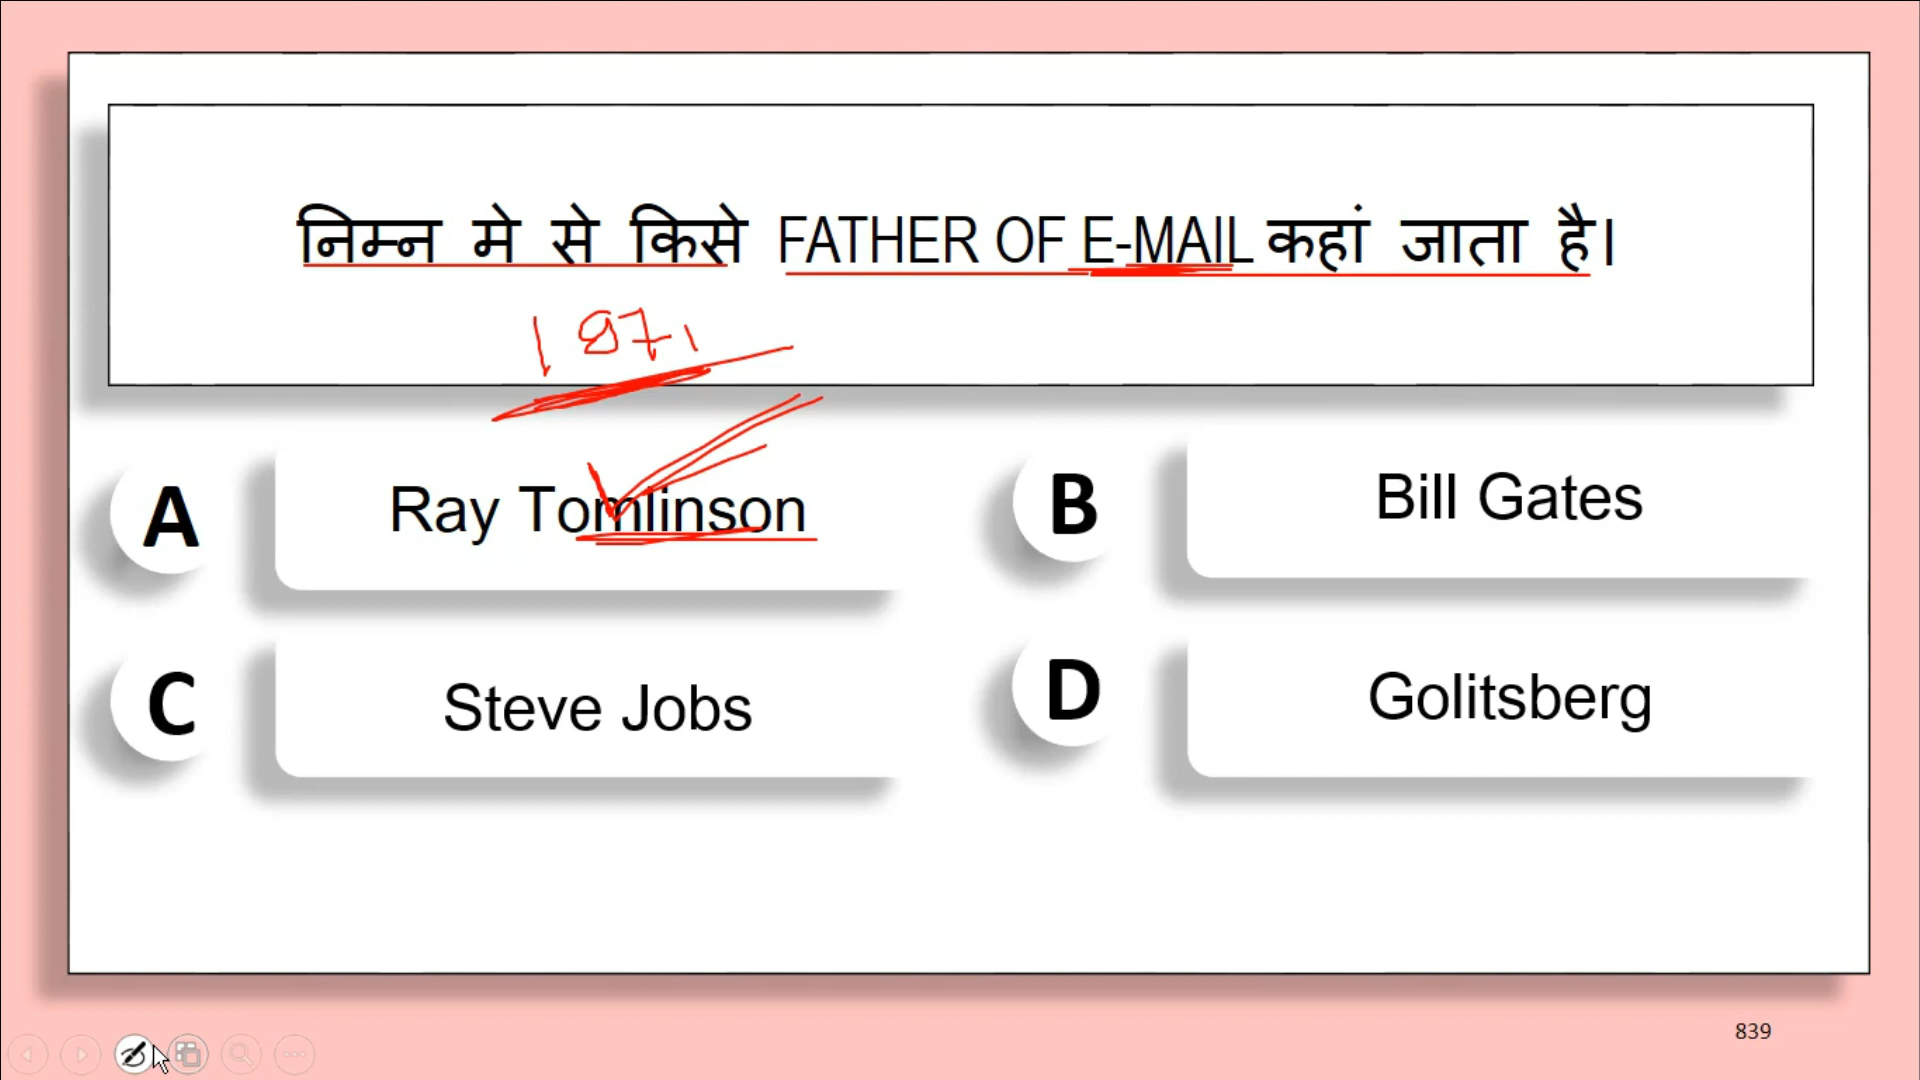 निम्न मे से किसे FATHER OF E-MAIL कहां जाता है।
1971
A Ray Tomlinson
B Bill Gates
C Steve Jobs
D Golitsberg
839